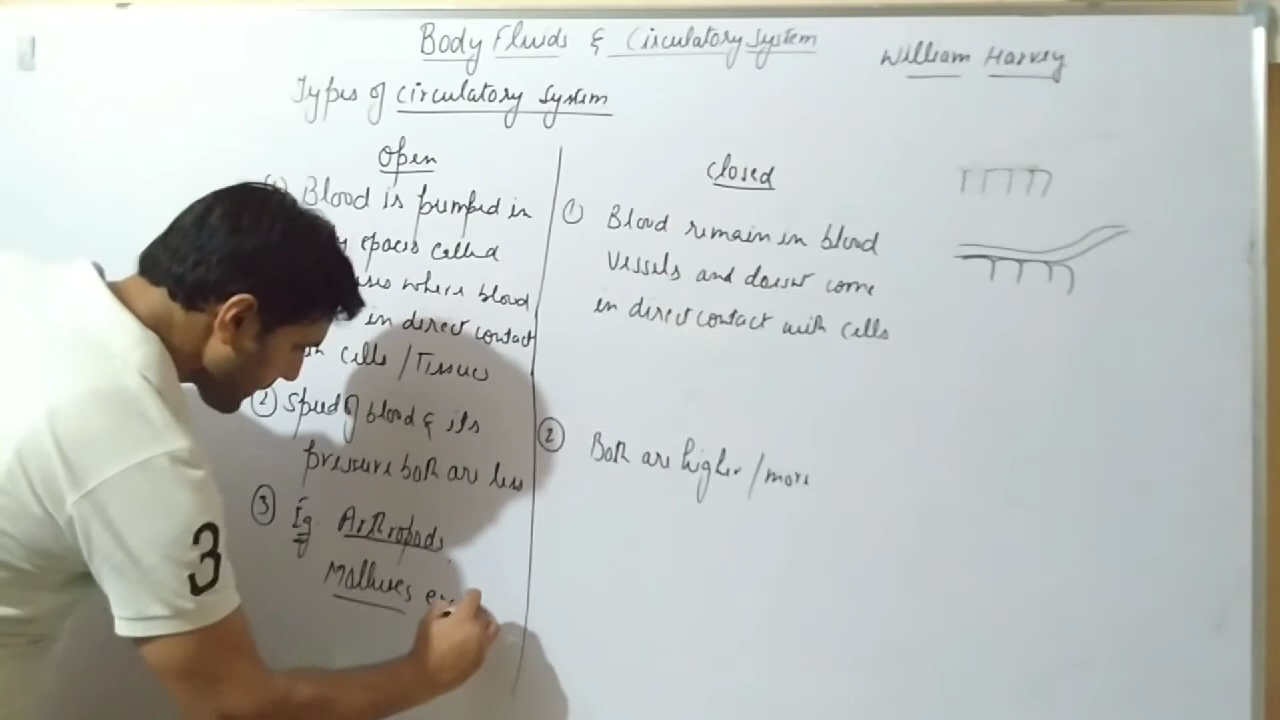 Body Fluids & Circulatory System
William Harvey
Types of Circulatory System
Open
Blood is pumped in
spaces called
where blood
in direct contact
cells / Tissues
② Speed of blood & its
pressure both are less
③ Eg. Arthropods
closed
① Blood remain in blood
vessels and doesn't come
in direct contact with cells
② Both are higher / more
3